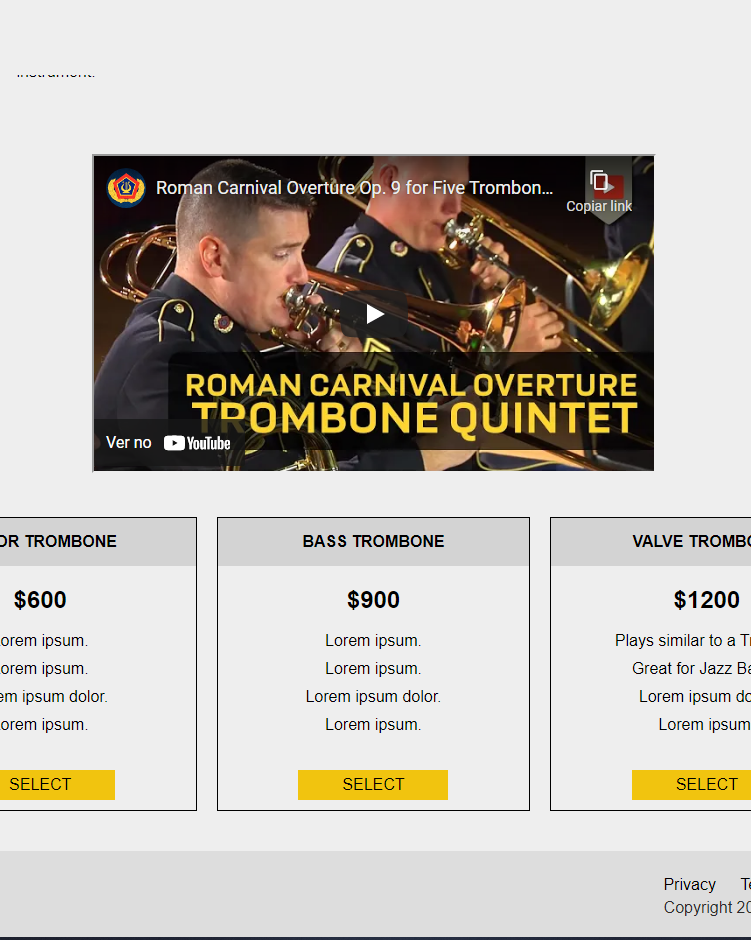 instrument.
Roman Carnival Overture Op. 9 for Five Trombon...
Copiar link
ROMAN CARNIVAL OVERTURE
TROMBONE QUINTET
Ver no YouTube
OR TROMBONE
$600
orem ipsum.
orem ipsum.
em ipsum dolor.
orem ipsum.
SELECT
BASS TROMBONE
$900
Lorem ipsum.
Lorem ipsum.
Lorem ipsum dolor.
Lorem ipsum.
SELECT
VALVE TROMBO
$1200
Plays similar to a Tr
Great for Jazz Ba
Lorem ipsum do
Lorem ipsum
SELECT
Privacy Te
Copyright 20